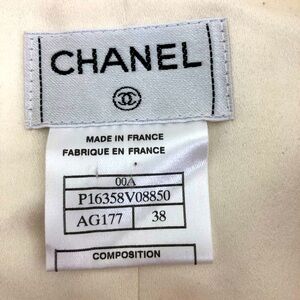 CHANEL
MADE IN FRANCE
FABRIQUE EN FRANCE
00A
P16358V08850
AG177 38
COMPOSITION